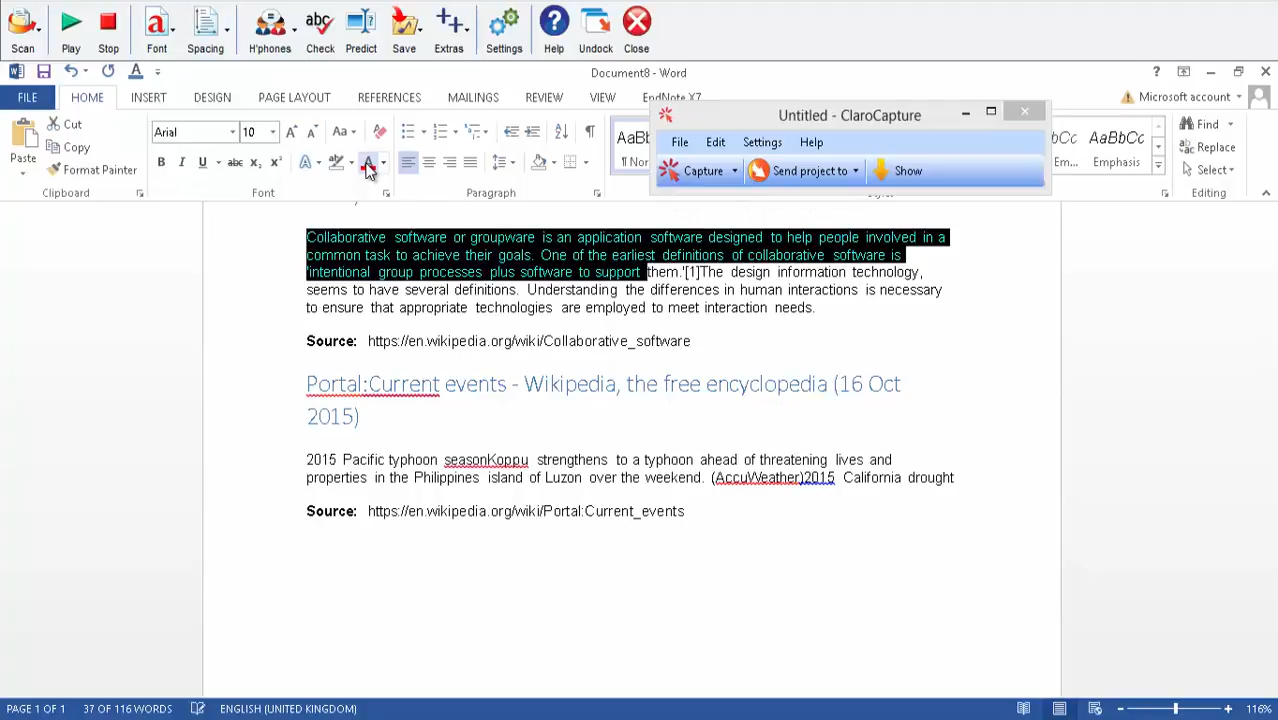 Scan Play Stop Font Spacing H'phones Check Predict Save Extras Settings Help Undock Close
Document8 - Word
FILE HOME INSERT DESIGN PAGE LAYOUT REFERENCES MAILINGS REVIEW VIEW EndNote X7 Microsoft account
Untitled - ClaroCapture
File Edit Settings Help
Capture Send project to Show
Paste Cut Copy Format Painter
Arial 10
Emphasis
Find Replace Select
Clipboard Font Paragraph Editing
Collaborative software or groupware is an application software designed to help people involved in a
common task to achieve their goals. One of the earliest definitions of collaborative software is
'intentional group processes plus software to support them.'[1]The design information technology,
seems to have several definitions. Understanding the differences in human interactions is necessary
to ensure that appropriate technologies are employed to meet interaction needs.
Source: https://en.wikipedia.org/wiki/Collaborative_software
Portal:Current events - Wikipedia, the free encyclopedia (16 Oct
2015)
2015 Pacific typhoon seasonKoppu strengthens to a typhoon ahead of threatening lives and
properties in the Philippines island of Luzon over the weekend. (AccuWeather)2015 California drought
Source: https://en.wikipedia.org/wiki/Portal:Current_events
PAGE 1 OF 1 37 OF 116 WORDS ENGLISH (UNITED KINGDOM) 116%